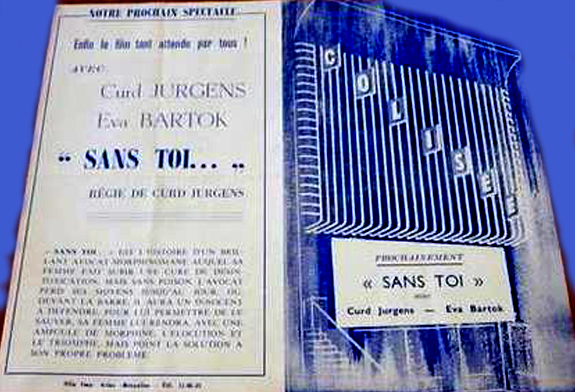 NOTRE PROCHAIN SPECTACLE
Enfin le film tant attendu par tous !
AVEC
Curd JURGENS
Eva BARTOK
“ SANS TOI... „
RÉGIE DE CURD JURGENS
« SANS TOI... » EST L'HISTOIRE D'UN BRIL-
LANT AVOCAT MORPHINOMANE AUQUEL SA
FEMME FAIT SUBIR UNE CURE DE DÉSIN-
TOXICATION. MAIS SANS POISON, L'AVOCAT
PERD SES MOYENS JUSQU'AU JOUR, OU
DEVANT LA BARRE, IL AURA UN INNOCENT
A DÉFENDRE. POUR LUI PERMETTRE DE LE
SAUVER, SA FEMME LUI RENDRA, AVEC UNE
AMPOULE DE MORPHINE, L'ÉLOCUTION ET
LE TRIOMPHE, MAIS POINT LA SOLUTION A
SON PROPRE PROBLÈME.
COLISEE
PROCHAINEMENT
« SANS TOI »
avec
Curd Jurgens — Eva Bartok